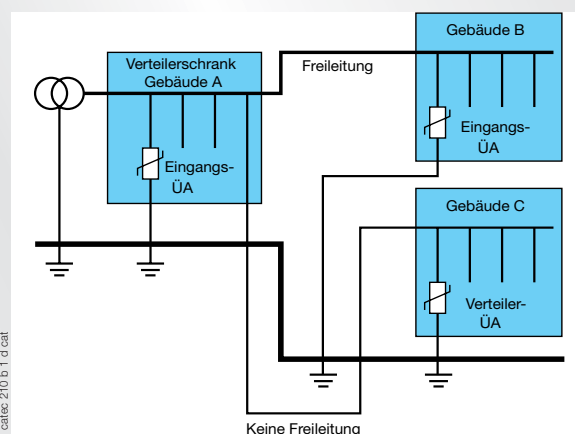 Verteilerschrank
Gebäude A
Eingangs-
ÜA
Freileitung
Gebäude B
Eingangs-
ÜA
Gebäude C
Verteiler-
ÜA
Keine Freileitung
catec 210 b 1 d cat